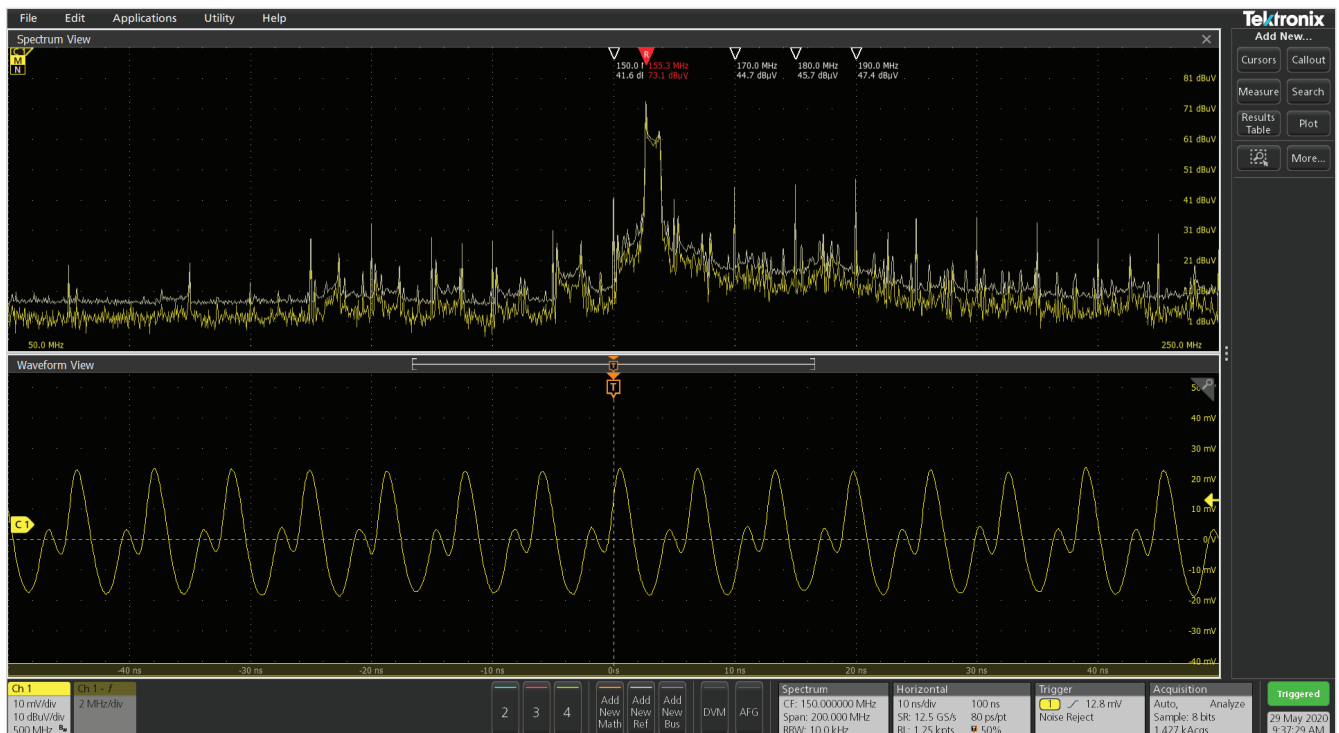 File Edit Applications Utility Help
Tektronix
Add New...
Spectrum View
C1
M
N
R
150.0 155.3 MHz 170.0 MHz 180.0 MHz 190.0 MHz
41.6 73.1 dBµV 44.7 dBµV 45.7 dBµV 47.4 dBµV
81 dBuV
71 dBuV
61 dBuV
51 dBuV
41 dBuV
31 dBuV
21 dBuV
1 dBuV
50.0 MHz 250.0 MHz
Cursors Callout
Measure Search
Results Table Plot
More...
Waveform View
T
T
40 mV
30 mV
20 mV
10 mV
0 V
-10 mV
-20 mV
-30 mV
-40 mV
C1
-40 ns -30 ns -20 ns -10 ns 0 s 10 ns 20 ns 30 ns 40 ns
Ch 1
10 mV/div
10 dBuV/div
500 MHz
Ch 1 - f
2 MHz/div
2 3 4
Add New Math
Add New Ref
Add New Bus
DVM AFG
Spectrum
CF: 150.000000 MHz
Span: 200.000 MHz
RBW: 10.0 kHz
Horizontal
10 ns/div 100 ns
SR: 12.5 GS/s 80 ps/pt
RL: 1.25 kpts 50%
Trigger
1 12.8 mV
Noise Reject
Acquisition
Auto, Analyze
Sample: 8 bits
1.427 kAcqs
Triggered
29 May 2020
9:37:29 AM